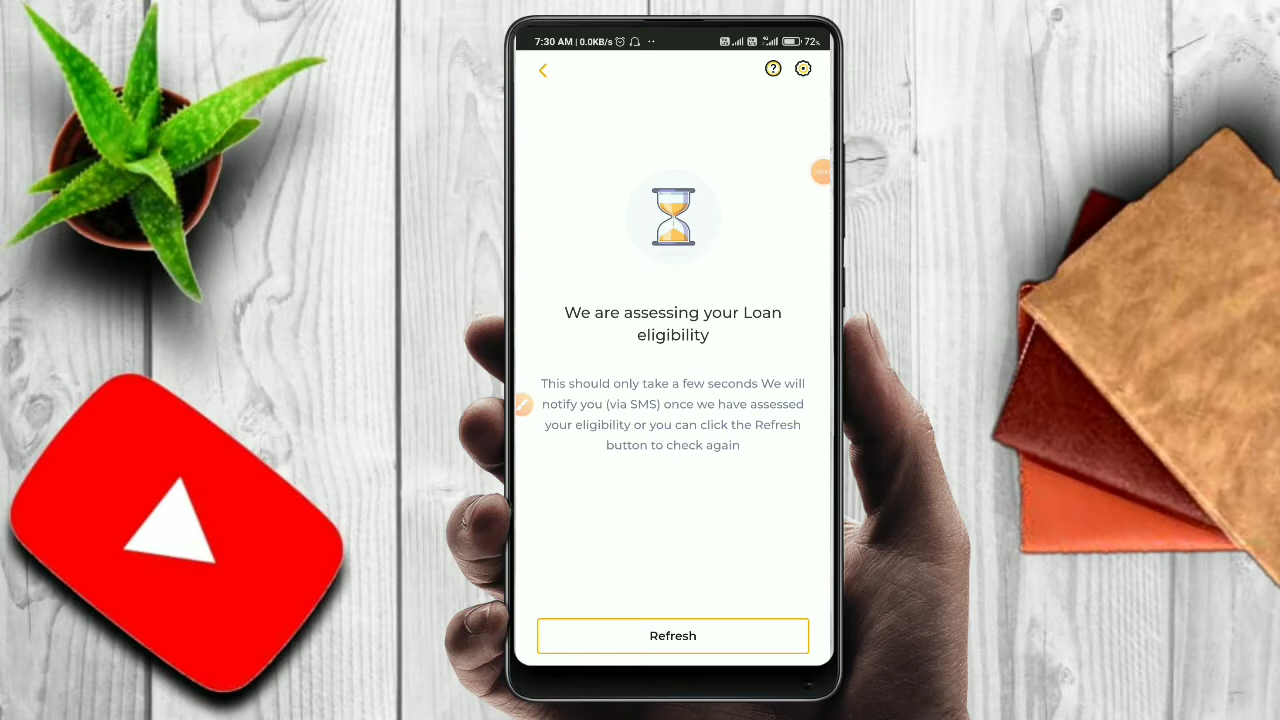 7:30 AM | 0.0KB/s
72%
We are assessing your Loan
eligibility
This should only take a few seconds We will
notify you (via SMS) once we have assessed
your eligibility or you can click the Refresh
button to check again
Refresh